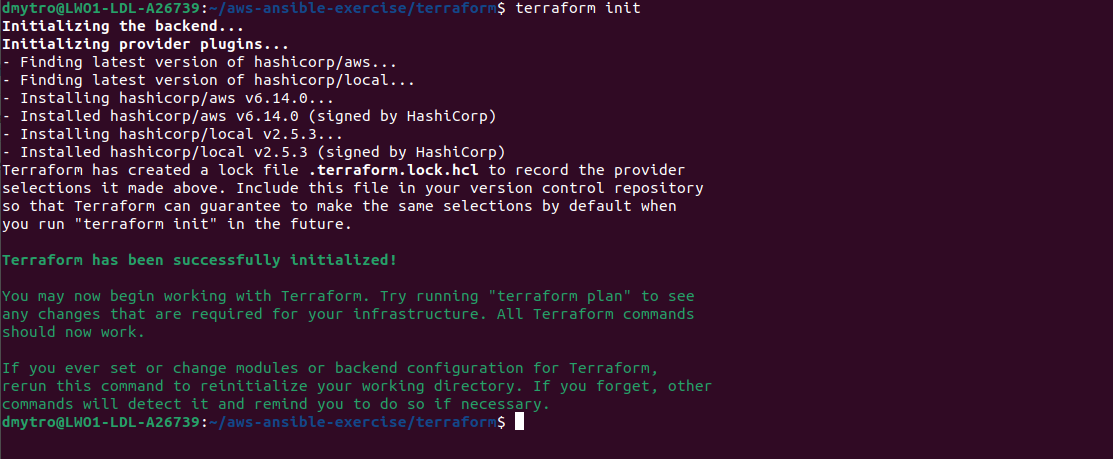 dmytro@LWO1-LDL-A26739:~/aws-ansible-exercise/terraform$ terraform init
Initializing the backend...
Initializing provider plugins...
- Finding latest version of hashicorp/aws...
- Finding latest version of hashicorp/local...
- Installing hashicorp/aws v6.14.0...
- Installed hashicorp/aws v6.14.0 (signed by HashiCorp)
- Installing hashicorp/local v2.5.3...
- Installed hashicorp/local v2.5.3 (signed by HashiCorp)
Terraform has created a lock file .terraform.lock.hcl to record the provider
selections it made above. Include this file in your version control repository
so that Terraform can guarantee to make the same selections by default when
you run "terraform init" in the future.
Terraform has been successfully initialized!
You may now begin working with Terraform. Try running "terraform plan" to see
any changes that are required for your infrastructure. All Terraform commands
should now work.
If you ever set or change modules or backend configuration for Terraform,
rerun this command to reinitialize your working directory. If you forget, other
commands will detect it and remind you to do so if necessary.
dmytro@LWO1-LDL-A26739:~/aws-ansible-exercise/terraform$